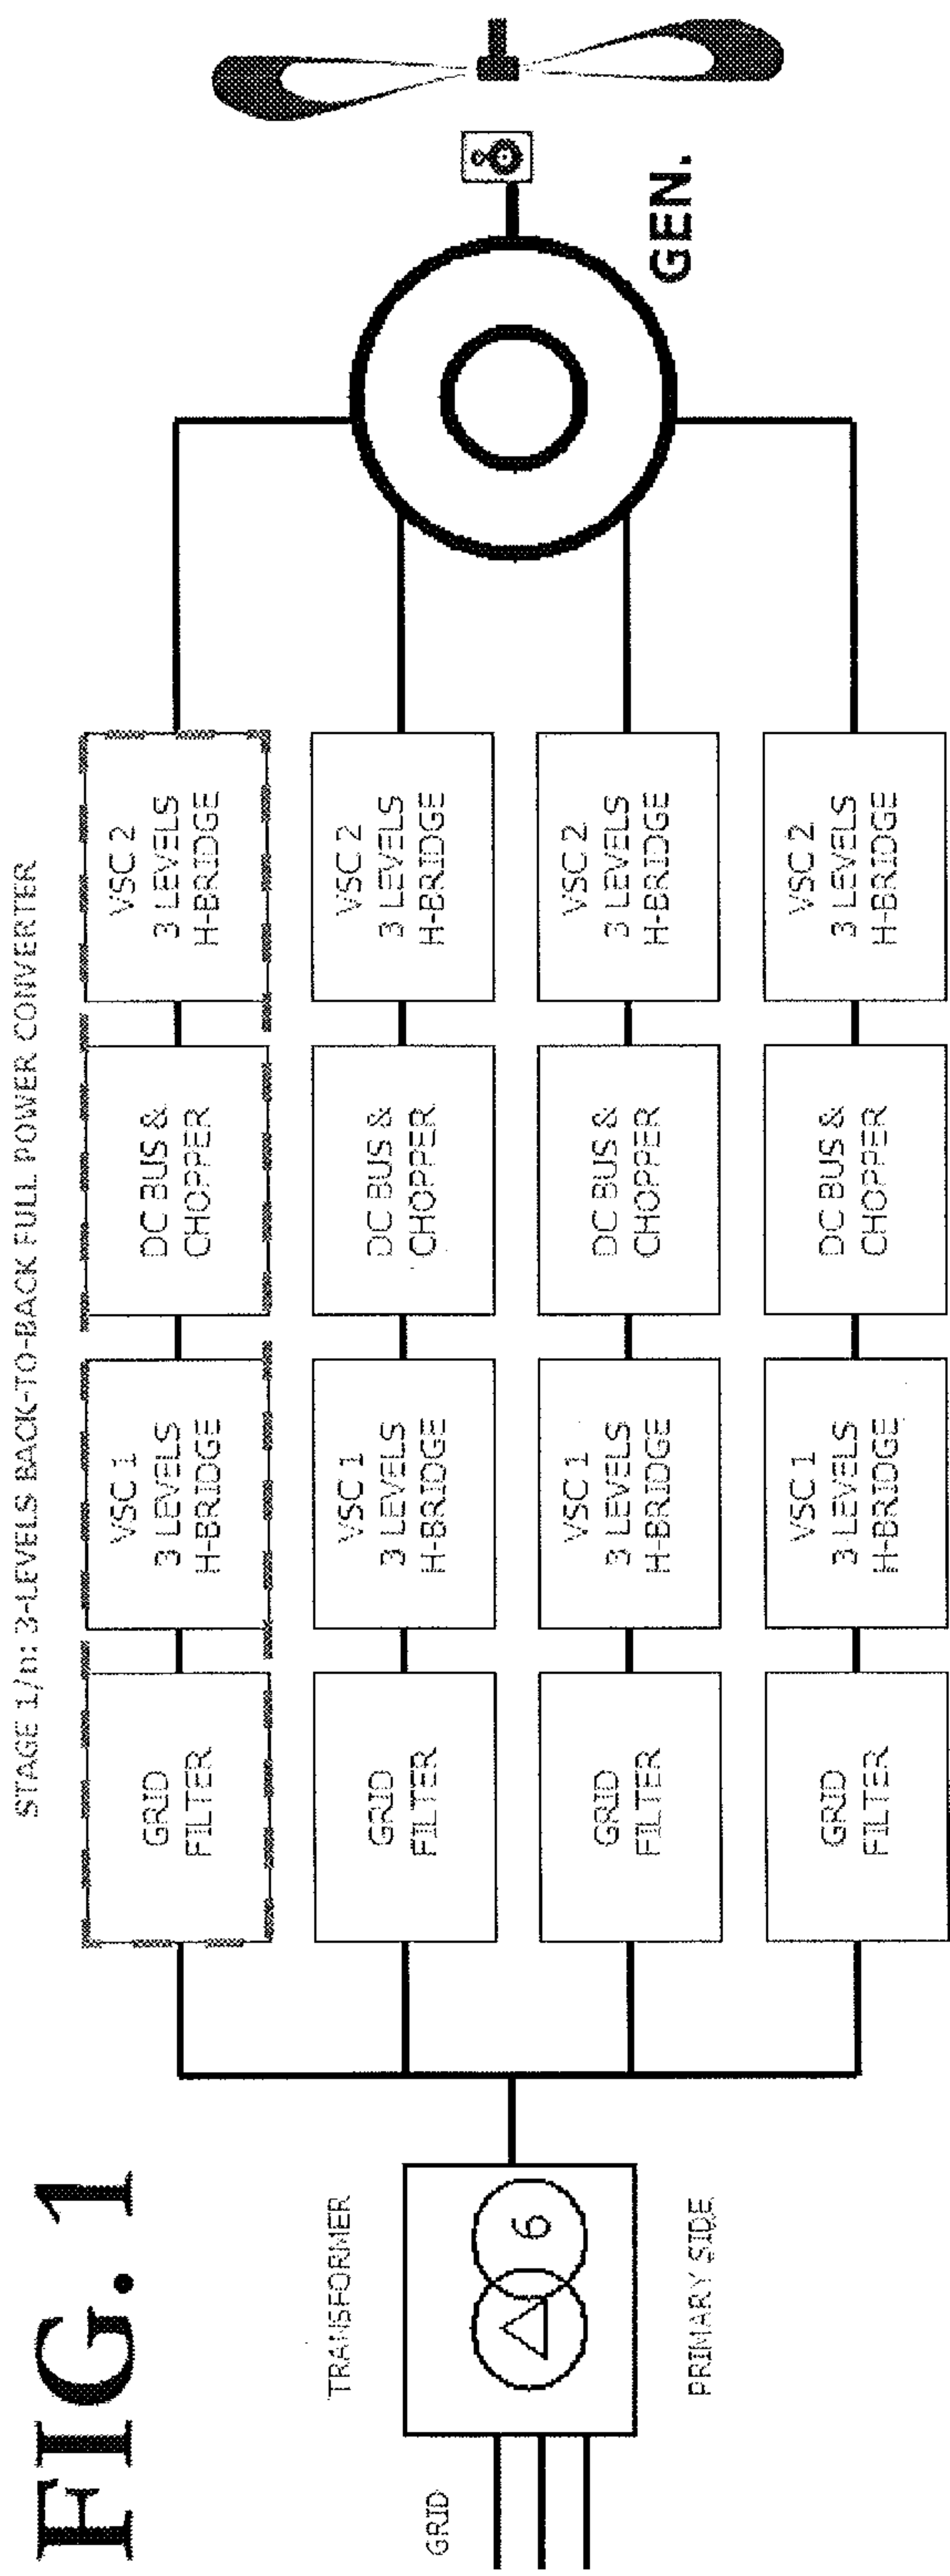 FIG. 1
STAGE 1/n: 3-LEVELS BACK-TO-BACK FULL POWER CONVERTER
GRID
FILTER
VSC 1
3 LEVELS
H-BRIDGE
DC BUS &
CHOPPER
VSC 2
3 LEVELS
H-BRIDGE
GRID
FILTER
VSC 1
3 LEVELS
H-BRIDGE
DC BUS &
CHOPPER
VSC 2
3 LEVELS
H-BRIDGE
GRID
FILTER
VSC 1
3 LEVELS
H-BRIDGE
DC BUS &
CHOPPER
VSC 2
3 LEVELS
H-BRIDGE
GRID
FILTER
VSC 1
3 LEVELS
H-BRIDGE
DC BUS &
CHOPPER
VSC 2
3 LEVELS
H-BRIDGE
TRANSFORMER
GRID
6
PRIMARY SIDE
GEN.